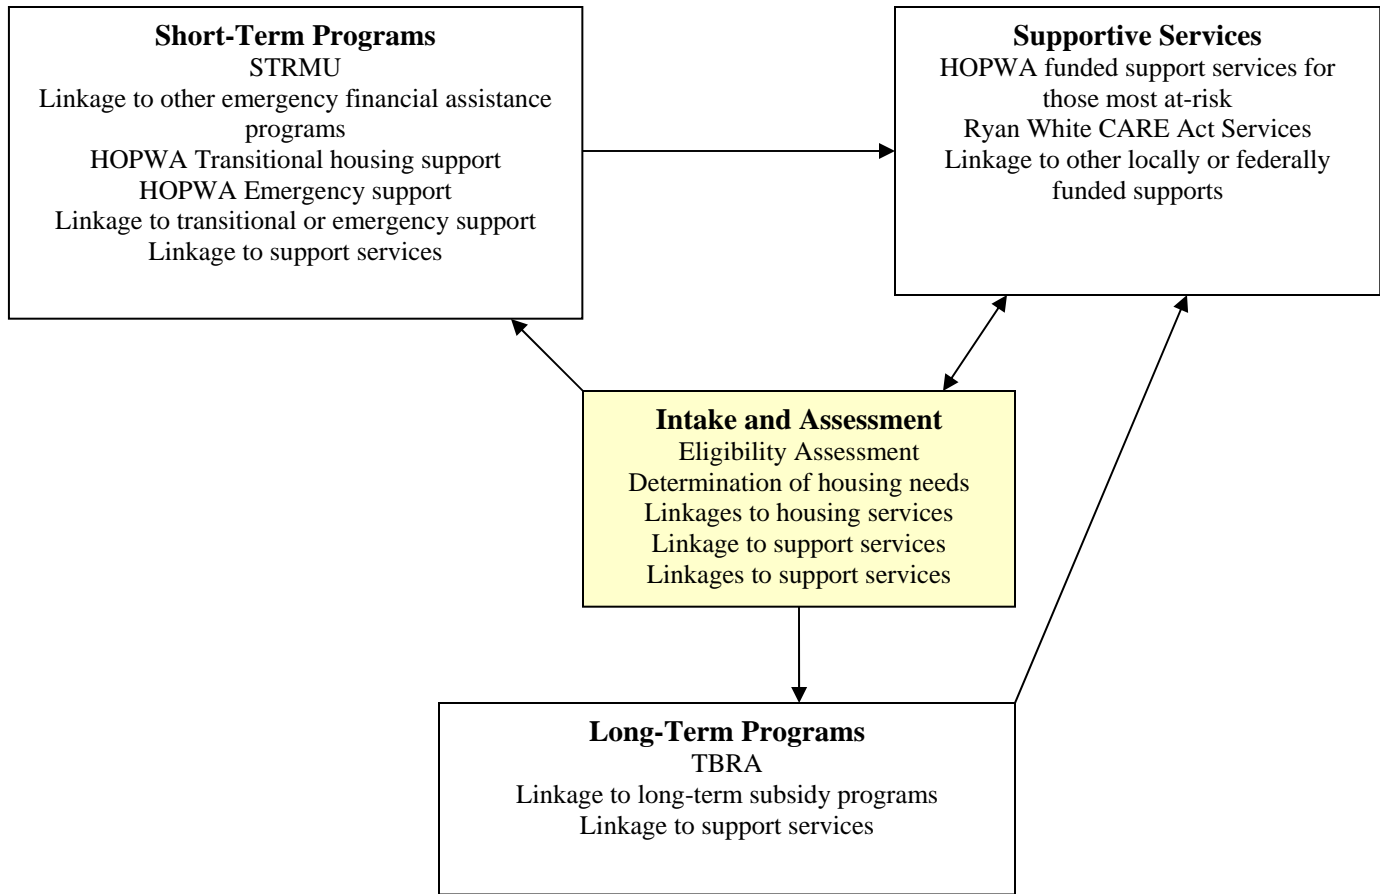 Short-Term Programs
STRMU
Linkage to other emergency financial assistance
programs
HOPWA Transitional housing support
HOPWA Emergency support
Linkage to transitional or emergency support
Linkage to support services
Supportive Services
HOPWA funded support services for
those most at-risk
Ryan White CARE Act Services
Linkage to other locally or federally
funded supports
Intake and Assessment
Eligibility Assessment
Determination of housing needs
Linkages to housing services
Linkage to support services
Linkages to support services
Long-Term Programs
TBRA
Linkage to long-term subsidy programs
Linkage to support services